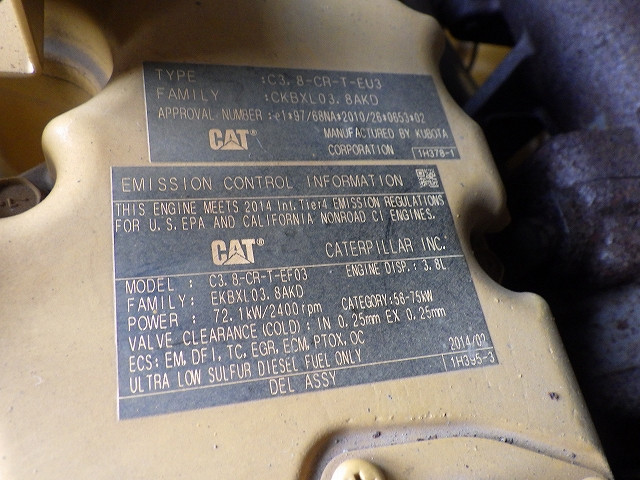 TYPE :C3.8-CR-T-EU3
FAMILY :CKBXL03.8AKD
APPROVAL NUMBER :e1*97/68NA*2010/26*0653*02
CAT® MANUFACTURED BY KUBOTA
CORPORATION 1H378-1
EMISSION CONTROL INFORMATION
THIS ENGINE MEETS 2014 Int.Tier4 EMISSION REGULATIONS
FOR U.S.EPA AND CALIFORNIA NONROAD CI ENGINES.
CAT® CATERPILLAR INC.
MODEL : C3.8-CR-T-EF03 ENGINE DISP.: 3.8L
FAMILY: EKBXL03.8AKD
POWER : 72.1kW/2400rpm CATEGORY:56-75kW
VALVE CLEARANCE(COLD): IN 0.25mm EX 0.25mm
ECS: EM, DFI, TC, EGR, ECM, PTOX, OC 2014/02
ULTRA LOW SULFUR DIESEL FUEL ONLY 1H395-3
DEL ASSY